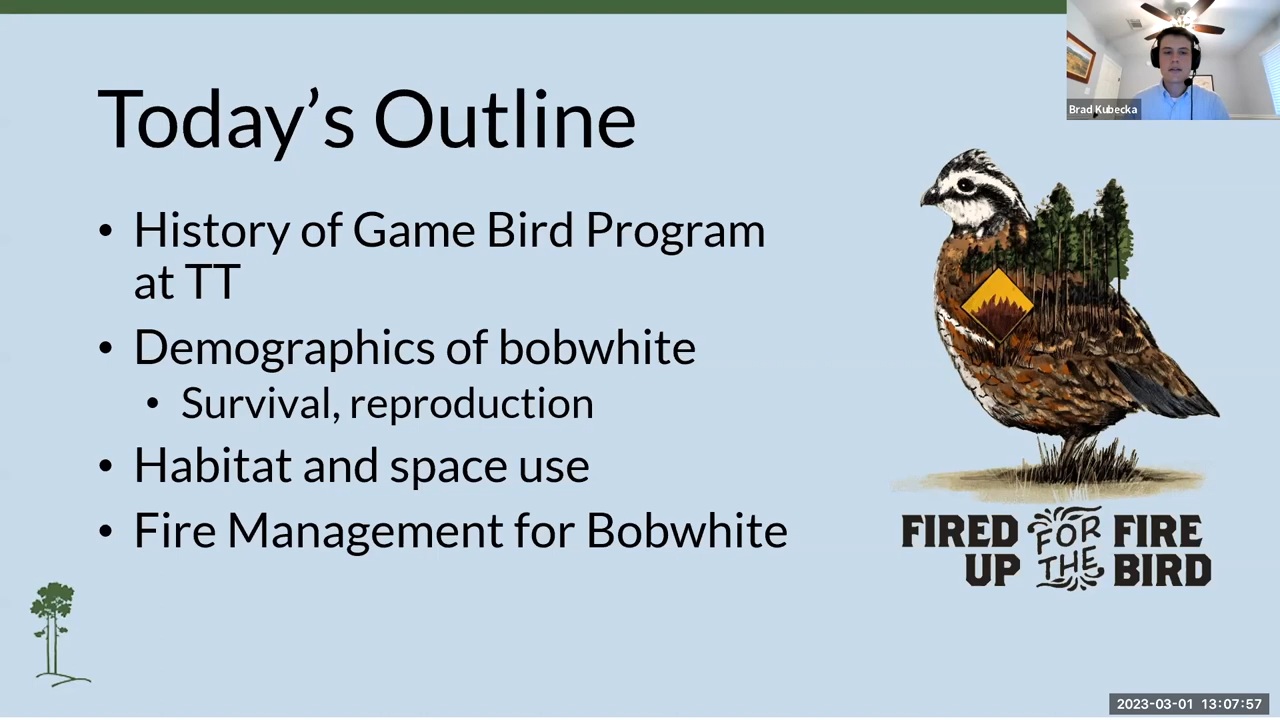 Today's Outline
• History of Game Bird Program
at TT
• Demographics of bobwhite
• Survival, reproduction
• Habitat and space use
• Fire Management for Bobwhite
Brad Kubecka
FIRED UP FOR THE FIRE BIRD
2023-03-01 13:07:57